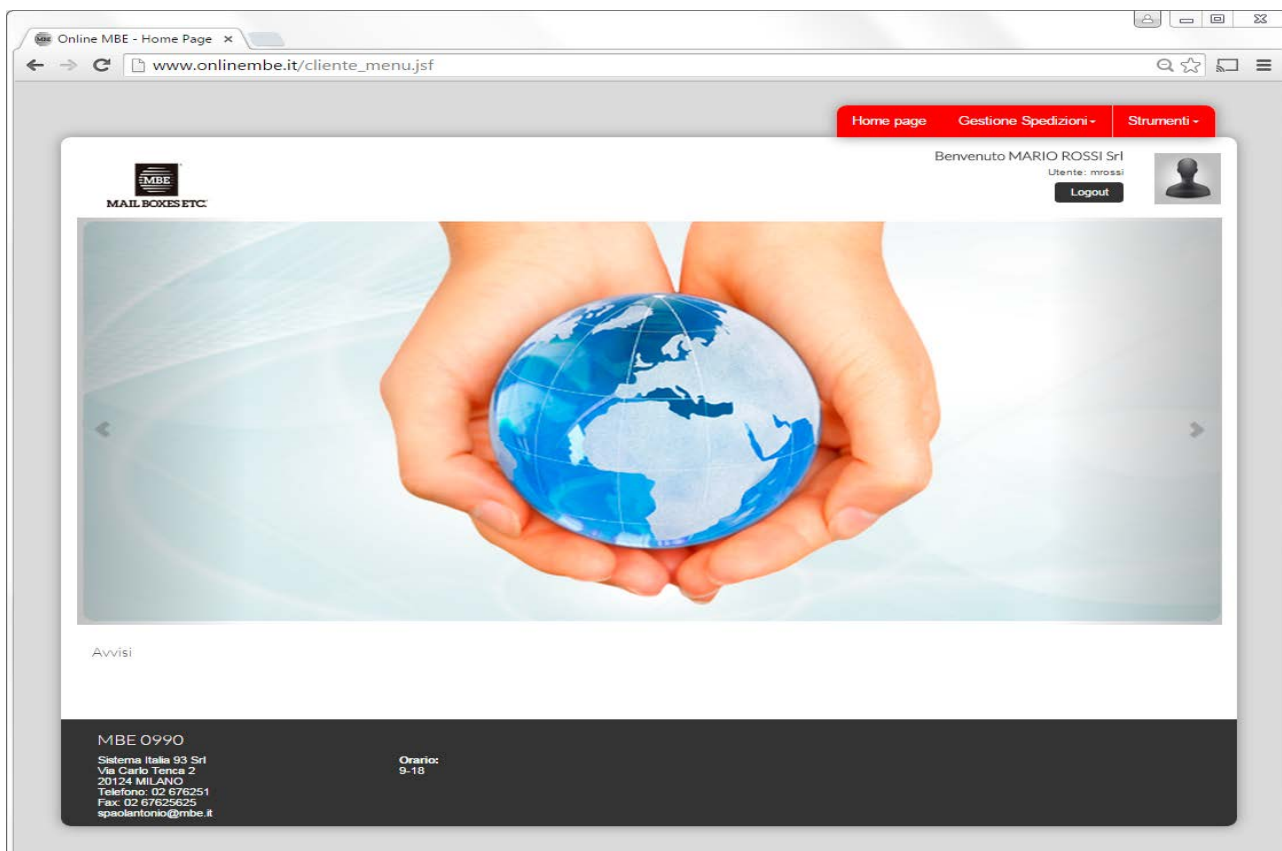 Online MBE - Home Page
www.onlinembe.it/cliente_menu.jsf
Home page Gestione Spedizioni Strumenti
Benvenuto MARIO ROSSI Srl
Utente: mrossi
Logout
MBE
MAIL BOXES ETC.
Avvisi
MBE 0990
Sistema Italia 93 Srl
Via Carlo Tenca 2
20124 MILANO
Telefono: 02 676251
Fax: 02 67625625
spaolantonio@mbe.it
Orario:
9-18